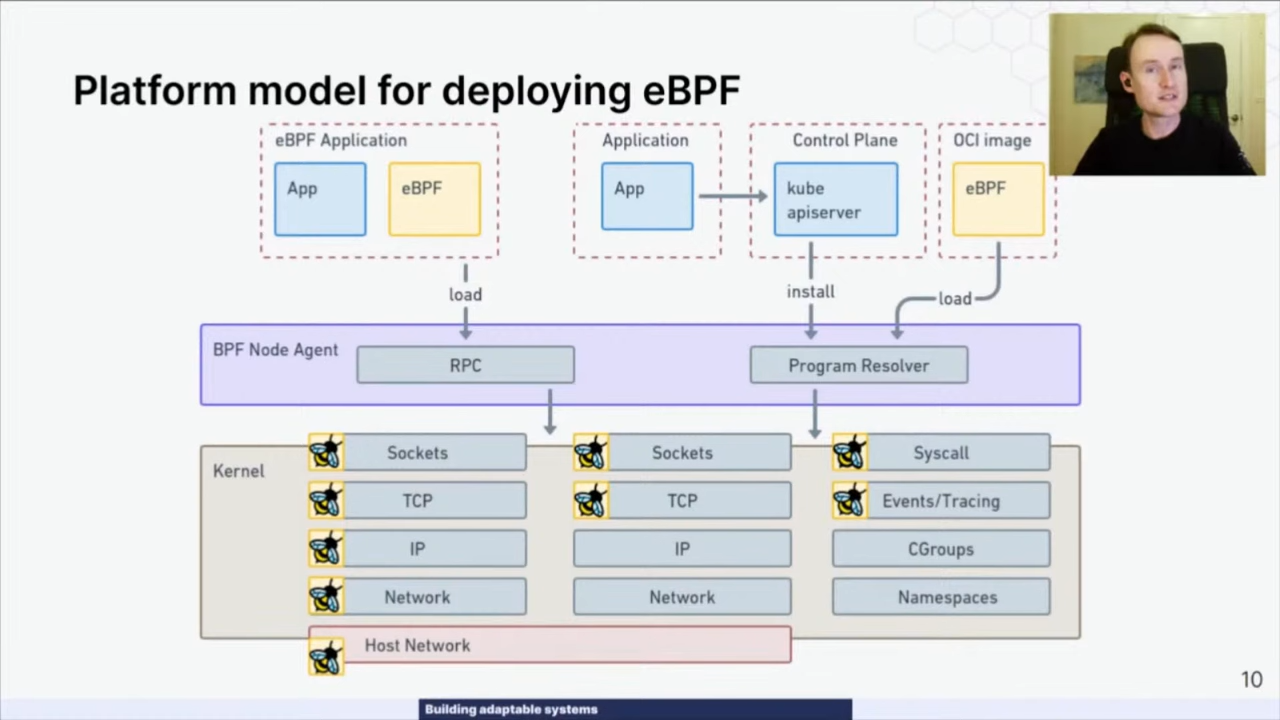 Platform model for deploying eBPF
eBPF Application
App
eBPF
Application
App
Control Plane
kube
apiserver
OCI image
eBPF
load
install
load
BPF Node Agent
RPC
Program Resolver
Kernel
Sockets
Sockets
Syscall
TCP
TCP
Events/Tracing
IP
IP
CGroups
Network
Network
Namespaces
Host Network
10
Building adaptable systems